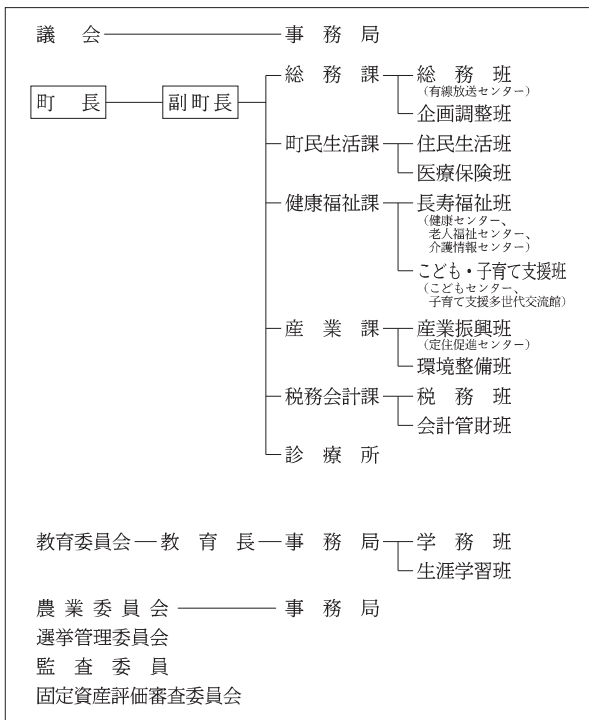 議会 事務局
総務課 総務班
(有線放送センター)
町長 副町長
企画調整班
町民生活課 住民生活班
医療保険班
健康福祉課 長寿福祉班
(健康センター、
老人福祉センター、
介護情報センター)
こども・子育て支援班
(こどもセンター、
子育て支援多世代交流館)
産業課 産業振興班
(定住促進センター)
環境整備班
税務会計課 税務班
会計管財班
診療所
教育委員会 教育長 事務局 学務班
生涯学習班
農業委員会 事務局
選挙管理委員会
監査委員
固定資産評価審査委員会